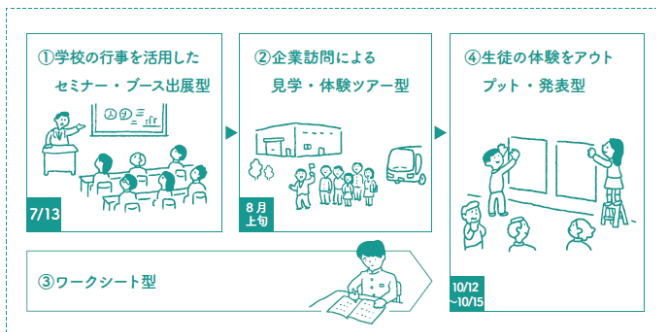 ①学校の行事を活用した
セミナー・ブース出展型
7/13
②企業訪問による
見学・体験ツアー型
8月
上旬
④生徒の体験をアウト
プット・発表型
10/12
~10/15
③ワークシート型